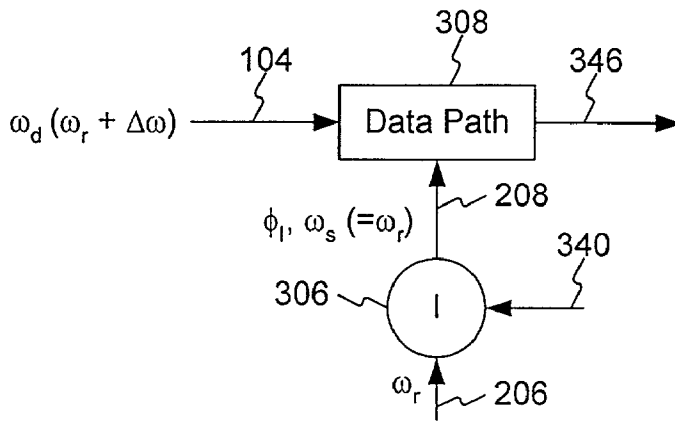 308
104
346
ω_d (ω_r + Δω)
Data Path
208
ϕ_I, ω_s (=ω_r)
340
306
I
ω_r
206